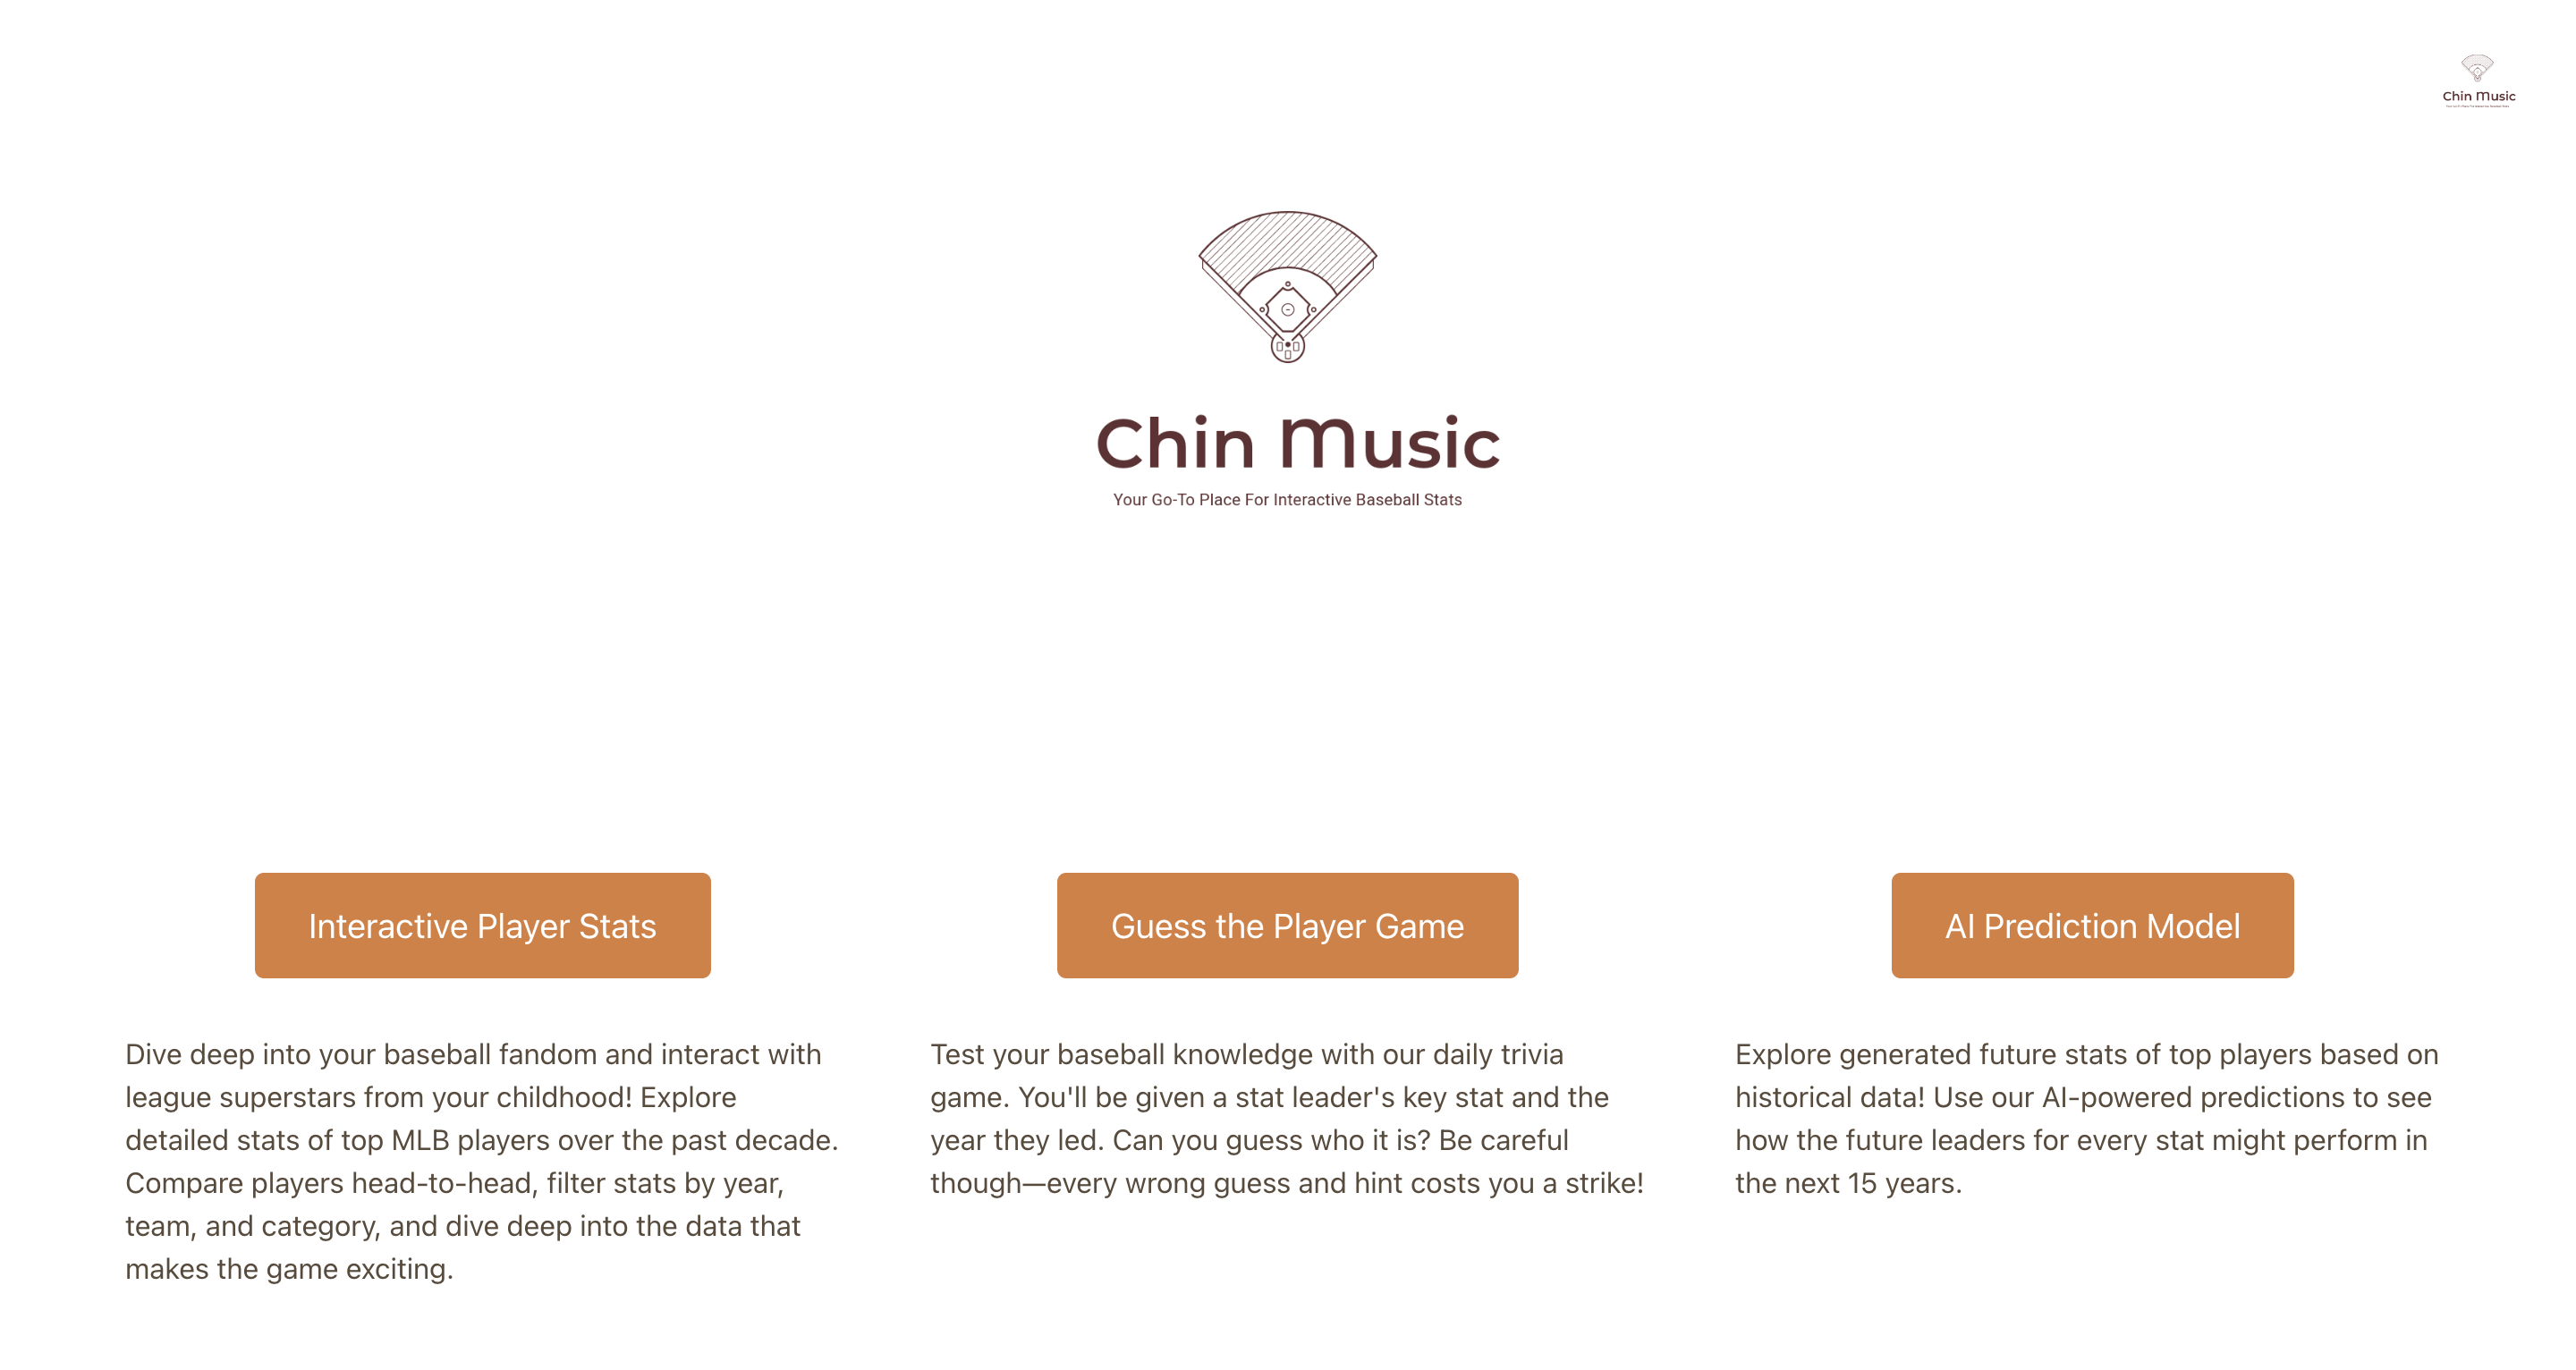 Chin Music
Chin Music
Your Go-To Place For Interactive Baseball Stats
Interactive Player Stats
Dive deep into your baseball fandom and interact with
league superstars from your childhood! Explore
detailed stats of top MLB players over the past decade.
Compare players head-to-head, filter stats by year,
team, and category, and dive deep into the data that
makes the game exciting.
Guess the Player Game
Test your baseball knowledge with our daily trivia
game. You'll be given a stat leader's key stat and the
year they led. Can you guess who it is? Be careful
though—every wrong guess and hint costs you a strike!
AI Prediction Model
Explore generated future stats of top players based on
historical data! Use our AI-powered predictions to see
how the future leaders for every stat might perform in
the next 15 years.